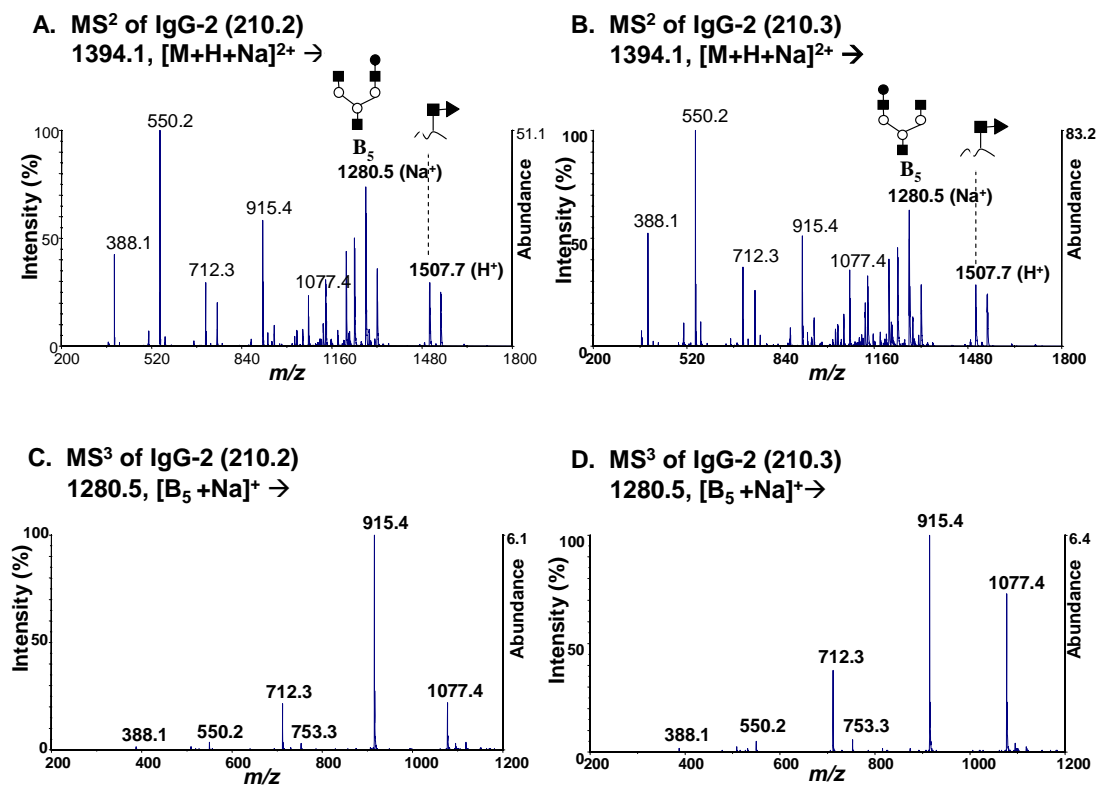 A. MS2 of IgG-2 (210.2)
1394.1, [M+H+Na]2+ →
550.2
100
51.1
B5
1280.5 (Na+)
915.4
388.1
50
712.3
1077.4
1507.7 (H+)
Intensity (%)
Abundance
0
200 520 840 1160 1480 1800
m/z
B. MS2 of IgG-2 (210.3)
1394.1, [M+H+Na]2+ →
550.2
100
83.2
B5
1280.5 (Na+)
388.1
915.4
50
712.3
1077.4
1507.7 (H+)
Intensity (%)
Abundance
0
200 520 840 1160 1480 1800
m/z
C. MS3 of IgG-2 (210.2)
1280.5, [B5 +Na]+ →
915.4
100
6.1
50
712.3
1077.4
388.1
550.2
753.3
Intensity (%)
Abundance
0
200 400 600 800 1000 1200
m/z
D. MS3 of IgG-2 (210.3)
1280.5, [B5 +Na]+→
915.4
100
6.4
1077.4
50
712.3
388.1
550.2
753.3
Intensity (%)
Abundance
0
200 400 600 800 1000 1200
m/z